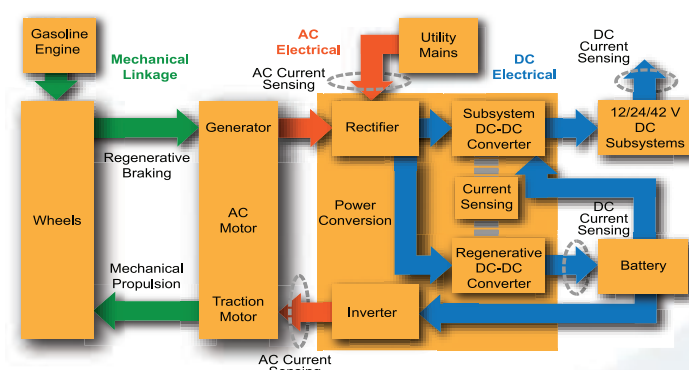 Gasoline
Engine
Mechanical
Linkage
AC
Electrical
Utility
Mains
DC
Electrical
DC
Current
Sensing
AC Current
Sensing
Generator
Rectifier
Subsystem
DC-DC
Converter
12/24/42 V
DC
Subsystems
Regenerative
Braking
Wheels
AC
Motor
Power
Conversion
Current
Sensing
DC
Current
Sensing
Mechanical
Propulsion
Regenerative
DC-DC
Converter
Battery
Traction
Motor
Inverter
AC Current
Sensing